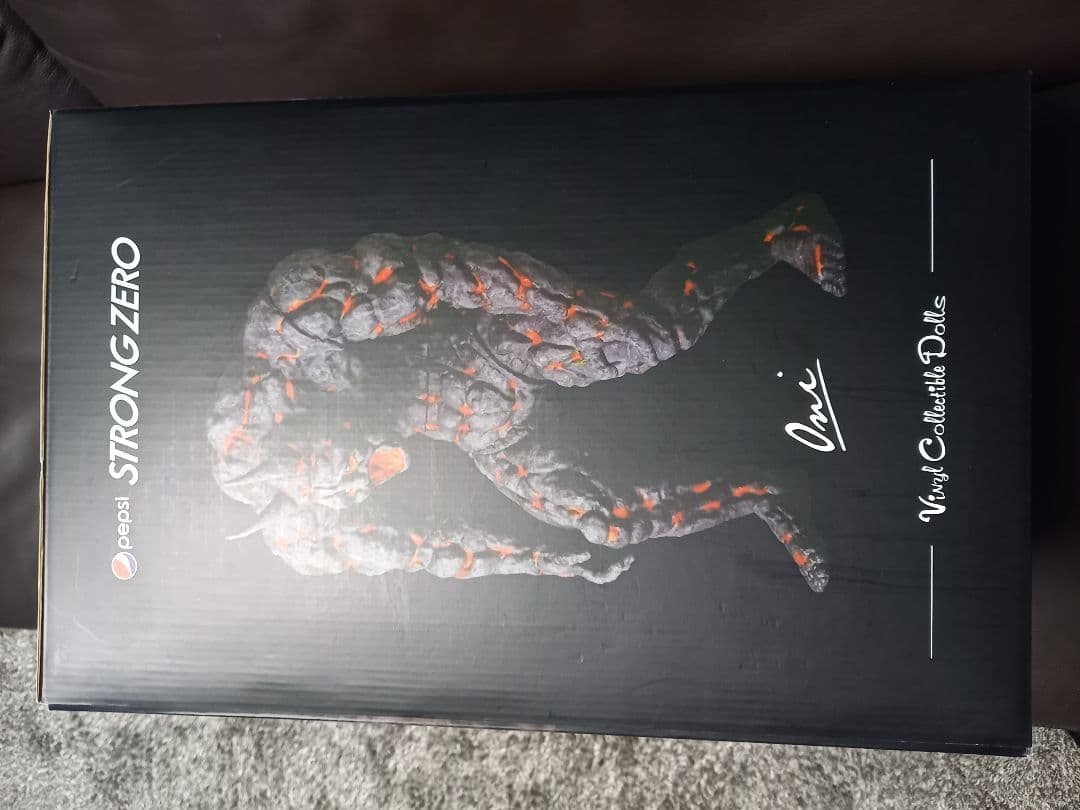 pepsi STRONG ZERO
Oni
Vinyl Collectible Dolls